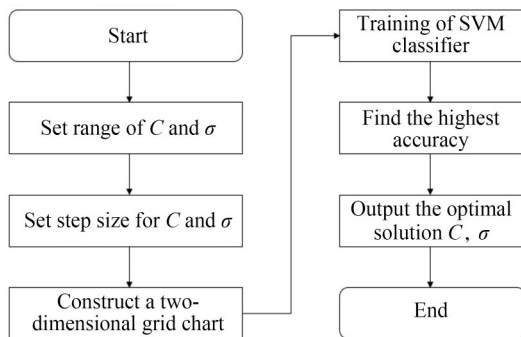 Start
Set range of C and σ
Set step size for C and σ
Construct a two-
dimensional grid chart
Training of SVM
classifier
Find the highest
accuracy
Output the optimal
solution C, σ
End